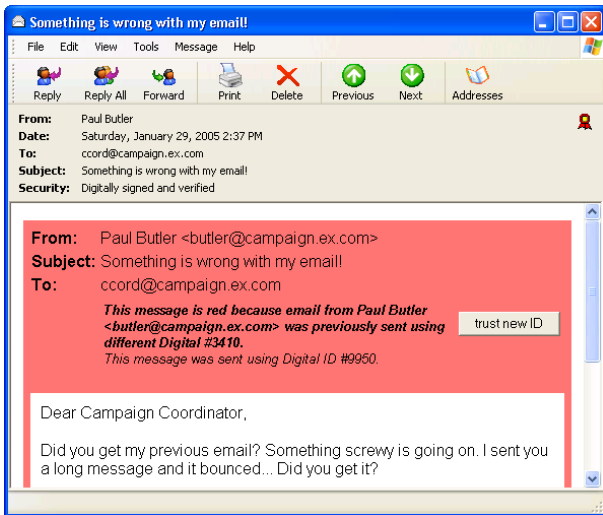 Something is wrong with my email!
File Edit View Tools Message Help
Reply Reply All Forward Print Delete Previous Next Addresses
From: Paul Butler
Date: Saturday, January 29, 2005 2:37 PM
To: ccord@campaign.ex.com
Subject: Something is wrong with my email!
Security: Digitally signed and verified
From: Paul Butler <butler@campaign.ex.com>
Subject: Something is wrong with my email!
To: ccord@campaign.ex.com
This message is red because email from Paul Butler
<butler@campaign.ex.com> was previously sent using
different Digital #3410.
This message was sent using Digital ID #9950.
trust new ID
Dear Campaign Coordinator,
Did you get my previous email? Something screwy is going on. I sent you
a long message and it bounced... Did you get it?